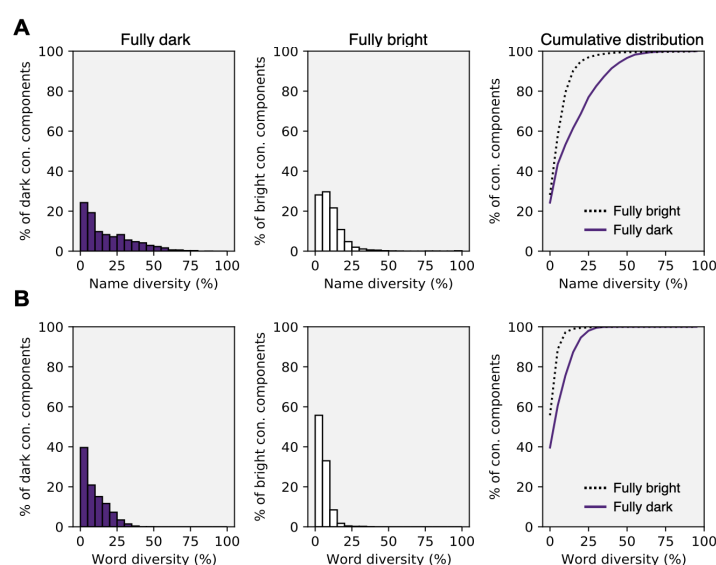 A
Fully dark
Fully bright
Cumulative distribution
% of dark con. components
100
80
60
40
20
0
0 25 50 75 100
Name diversity (%)
% of bright con. components
100
80
60
40
20
0
0 25 50 75 100
Name diversity (%)
% of con. components
100
80
60
40
20
0
Fully bright
Fully dark
0 25 50 75 100
Name diversity (%)
B
% of dark con. components
100
80
60
40
20
0
0 25 50 75 100
Word diversity (%)
% of bright con. components
100
80
60
40
20
0
0 25 50 75 100
Word diversity (%)
% of con. components
100
80
60
40
20
0
Fully bright
Fully dark
0 25 50 75 100
Word diversity (%)